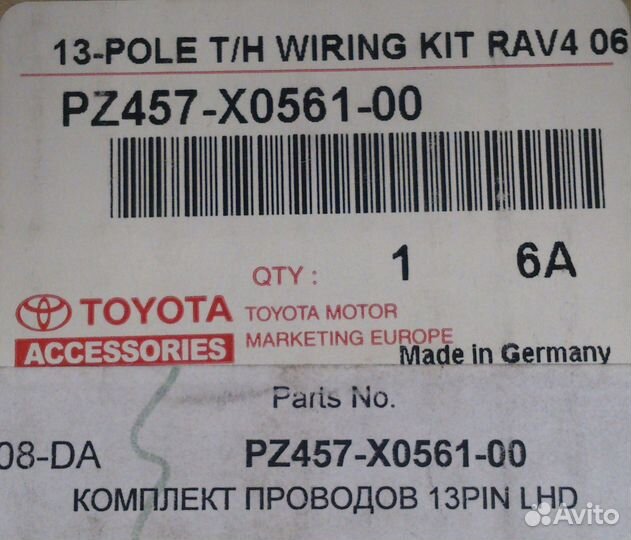 13-POLE T/H WIRING KIT RAV4 06
PZ457-X0561-00
QTY : 1 6A
TOYOTA TOYOTA MOTOR
ACCESSORIES MARKETING EUROPE
Made in Germany
Parts No.
08-DA PZ457-X0561-00
КОМПЛЕКТ ПРОВОДОВ 13PIN LHD
Avito